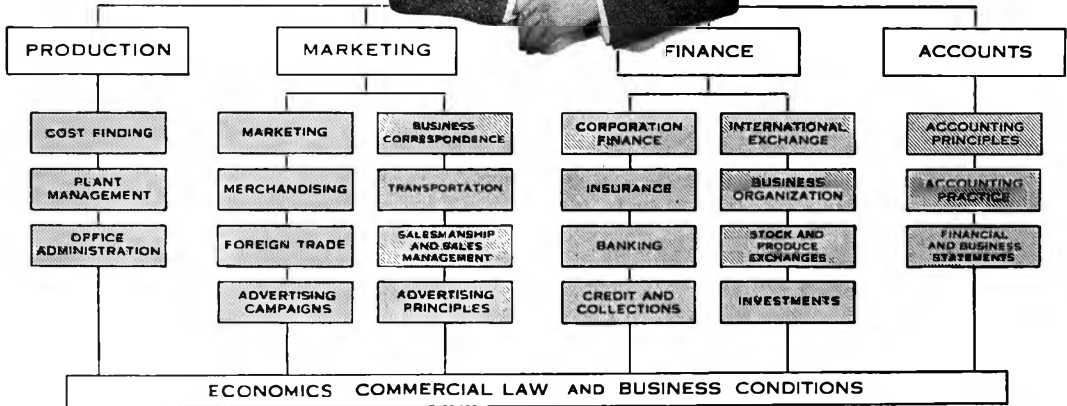 PRODUCTION
MARKETING
FINANCE
ACCOUNTS
COST FINDING
PLANT
MANAGEMENT
OFFICE
ADMINISTRATION
MARKETING
MERCHANDISING
FOREIGN TRADE
ADVERTISING
CAMPAIGNS
BUSINESS
CORRESPONDENCE
TRANSPORTATION
SALESMANSHIP
AND SALES
MANAGEMENT
ADVERTISING
PRINCIPLES
CORPORATION
FINANCE
INSURANCE
BANKING
CREDIT AND
COLLECTIONS
INTERNATIONAL
EXCHANGE
BUSINESS
ORGANIZATION
STOCK AND
PRODUCE
EXCHANGES
INVESTMENTS
ACCOUNTING
PRINCIPLES
ACCOUNTING
PRACTICE
FINANCIAL
AND BUSINESS
STATEMENTS
ECONOMICS COMMERCIAL LAW AND BUSINESS CONDITIONS